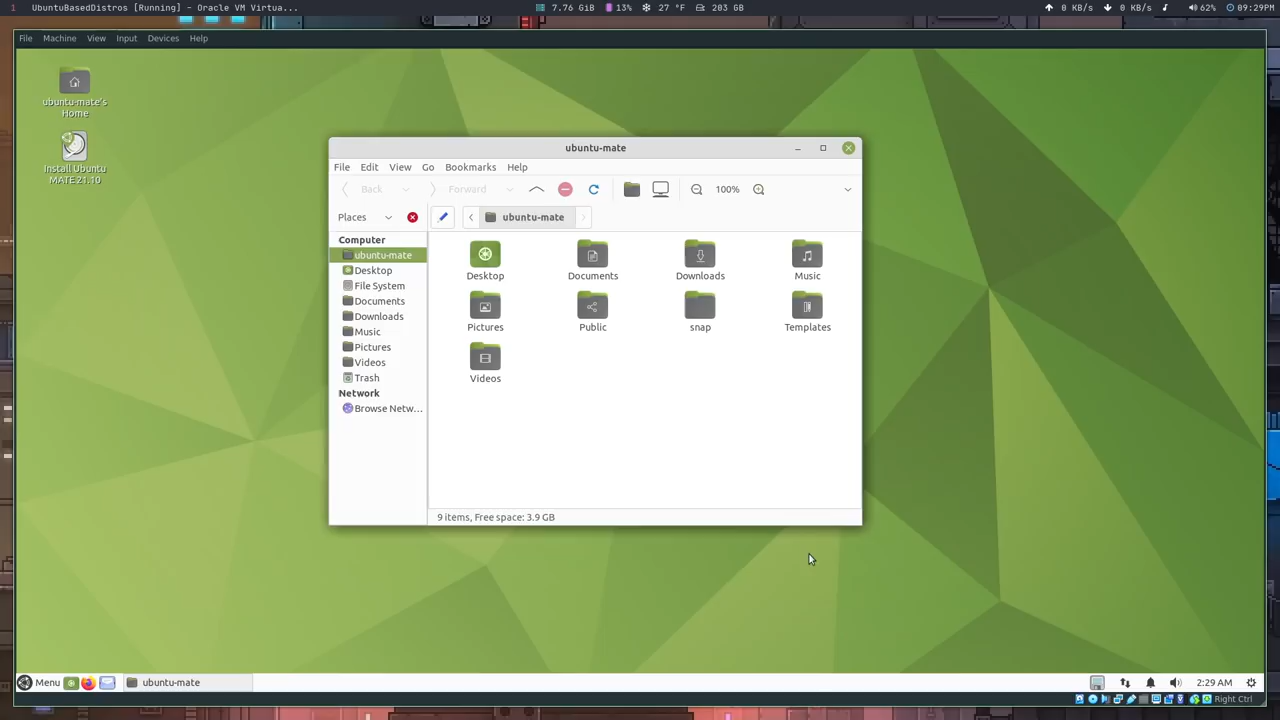 1 UbuntuBasedDistros [Running] - Oracle VM Virtua... 7.76 GiB 13% 27 °F 203 GB 0 KB/s 0 KB/s 62% 09:29PM
File Machine View Input Devices Help
ubuntu-mate's
Home
Install Ubuntu
MATE 21.10
ubuntu-mate
File Edit View Go Bookmarks Help
Back Forward 100%
Places ubuntu-mate
Computer
ubuntu-mate
Desktop
File System
Documents
Downloads
Music
Pictures
Videos
Trash
Network
Browse Netw...
Desktop Documents Downloads Music
Pictures Public snap Templates
Videos
9 items, Free space: 3.9 GB
Menu ubuntu-mate 2:29 AM
Right Ctrl